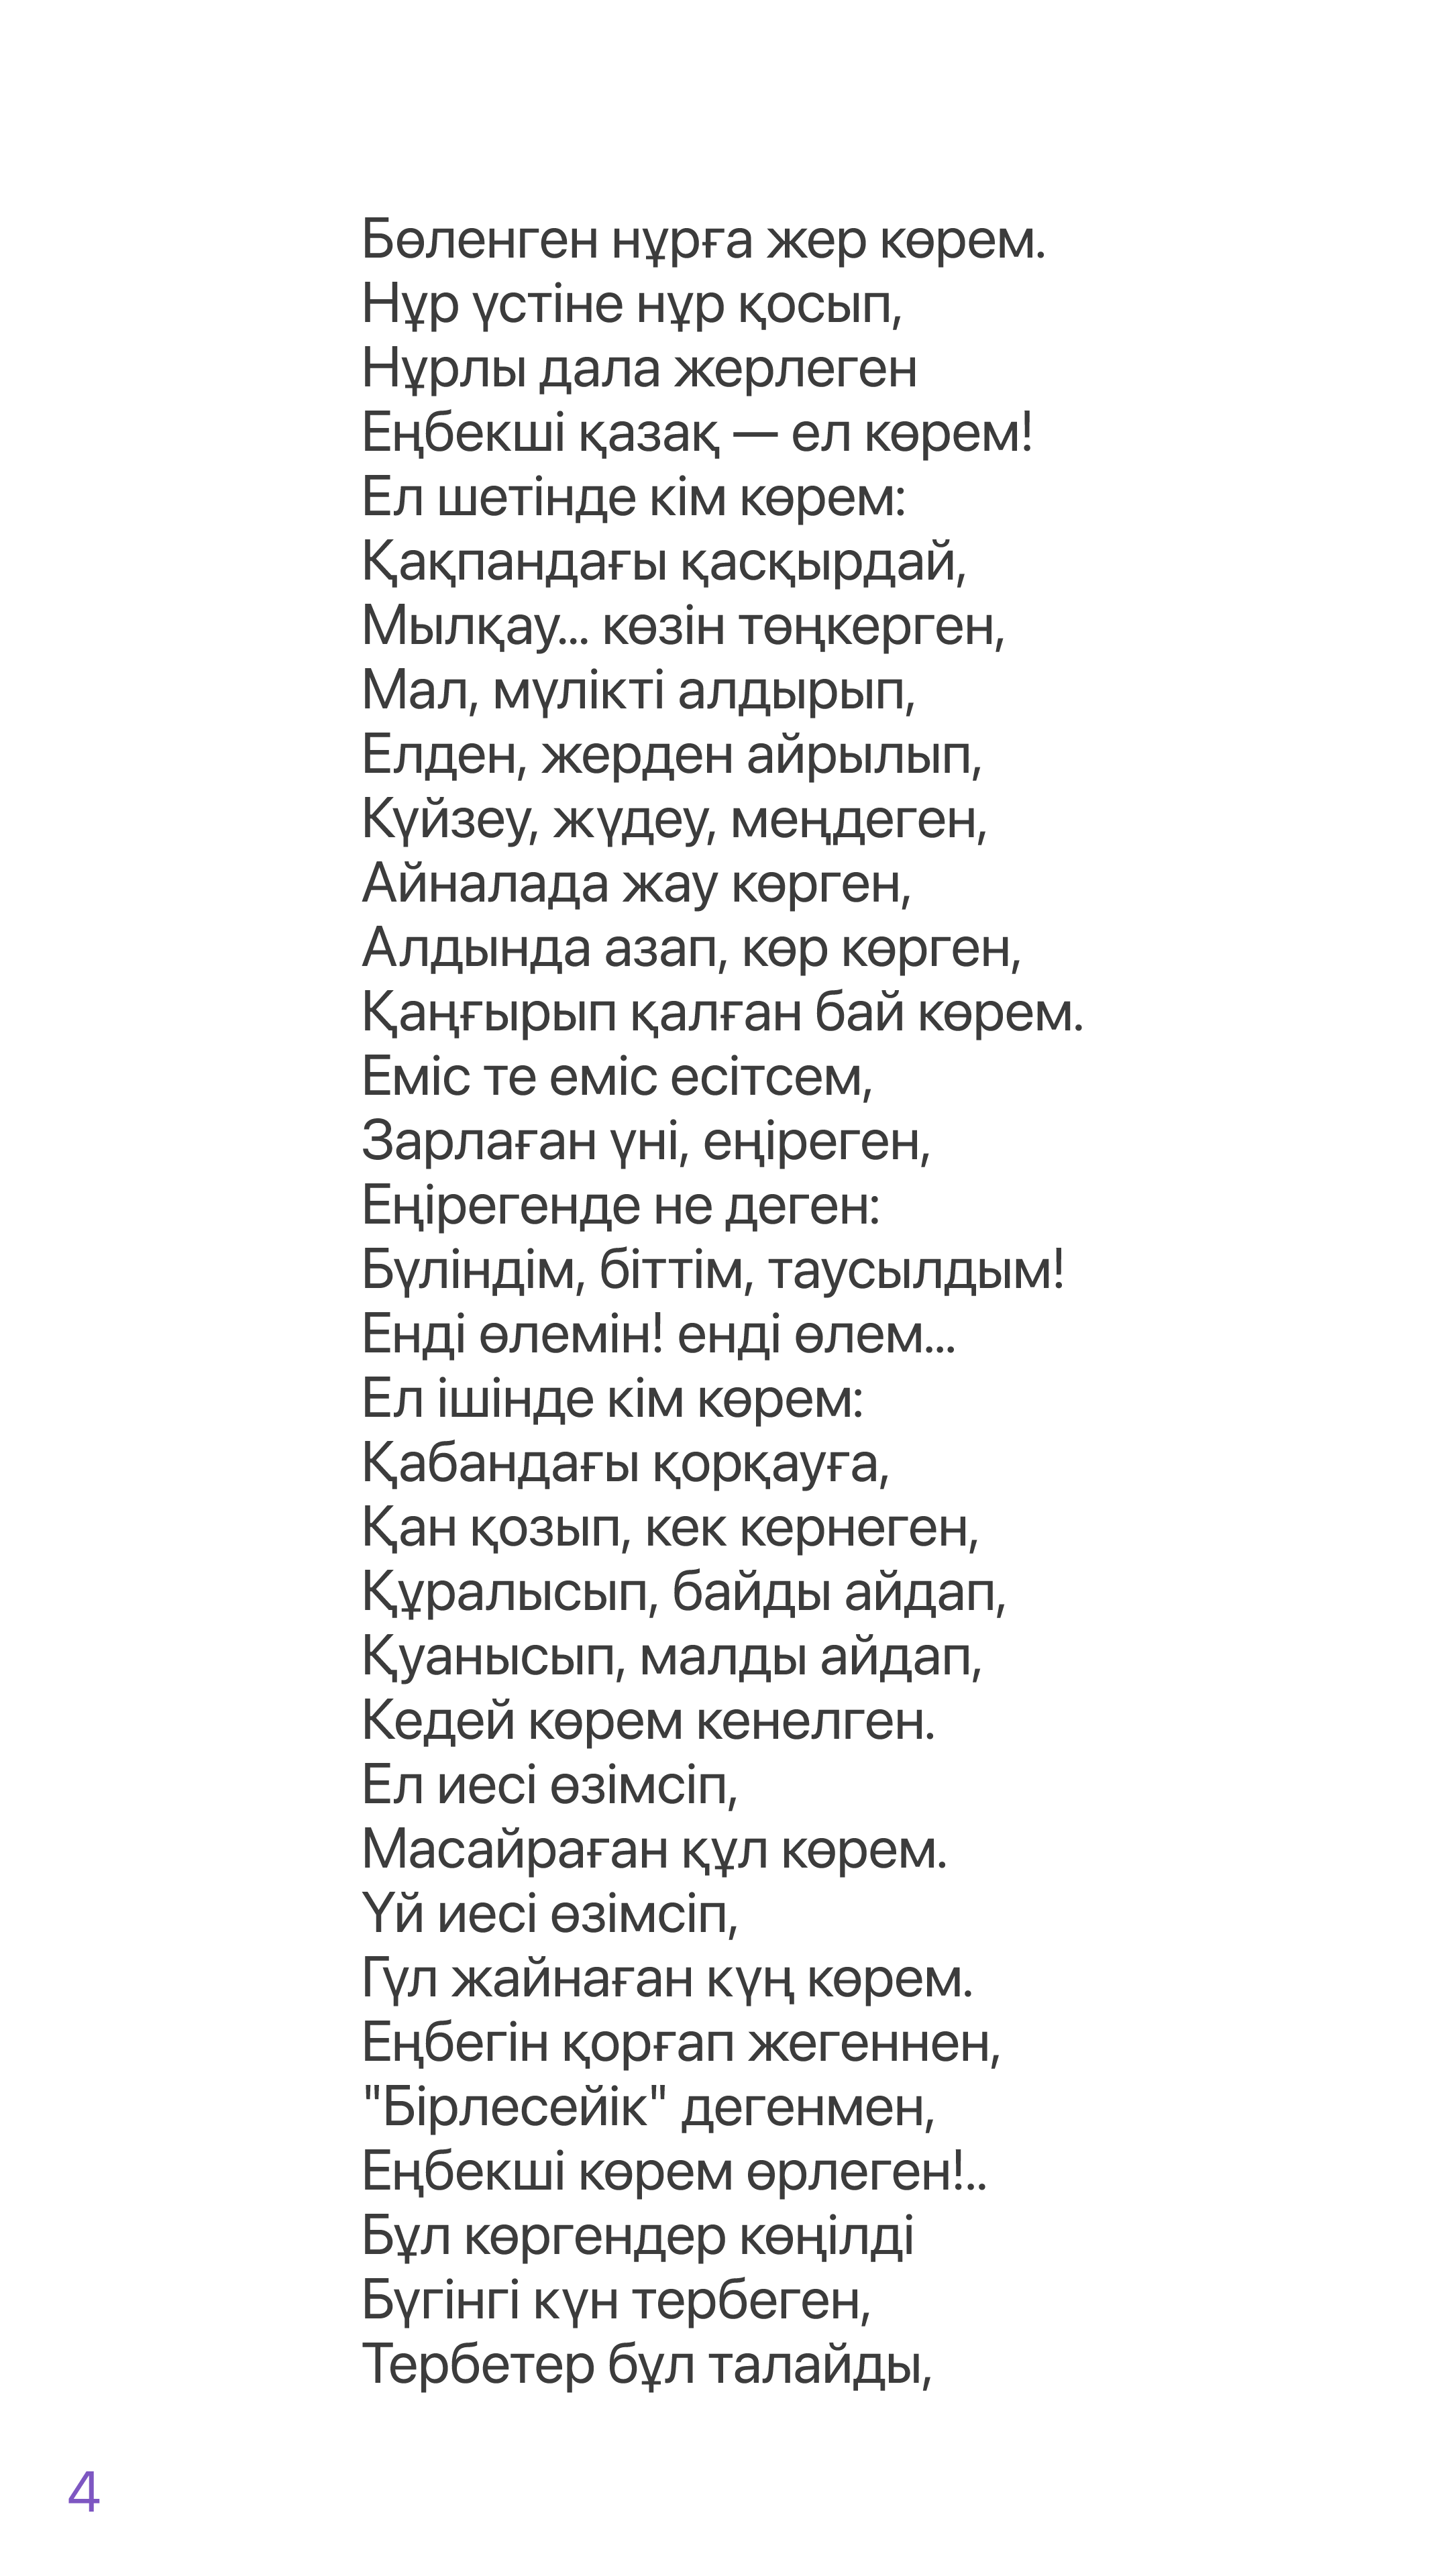 Бөленген нұрға жер көрем.
Нұр үстіне нұр қосып,
Нұрлы дала жерлеген
Еңбекші қазақ — ел көрем!
Ел шетінде кім көрем:
Қақпандағы қасқырдай,
Мылқау... көзін төңкерген,
Мал, мүлікті алдырып,
Елден, жерден айрылып,
Күйзеу, жүдеу, меңдеген,
Айналада жау көрген,
Алдында азап, көр көрген,
Қаңғырып қалған бай көрем.
Еміс те еміс есітсем,
Зарлаған үні, еңіреген,
Еңірегенде не деген:
Бүліндім, біттім, таусылдым!
Енді өлемін! енді өлем...
Ел ішінде кім көрем:
Қабандағы қорқауға,
Қан қозып, кек кернеген,
Құралысып, байды айдап,
Қуанысып, малды айдап,
Кедей көрем кенелген.
Ел иесі өзімсіп,
Масайраған құл көрем.
Үй иесі өзімсіп,
Гүл жайнаған күң көрем.
Еңбегін қорғап жегеннен,
"Бірлесейік" дегенмен,
Еңбекші көрем өрлеген!..
Бұл көргендер көңілді
Бүгінгі күн тербеген,
Тербетер бұл талайды,
4